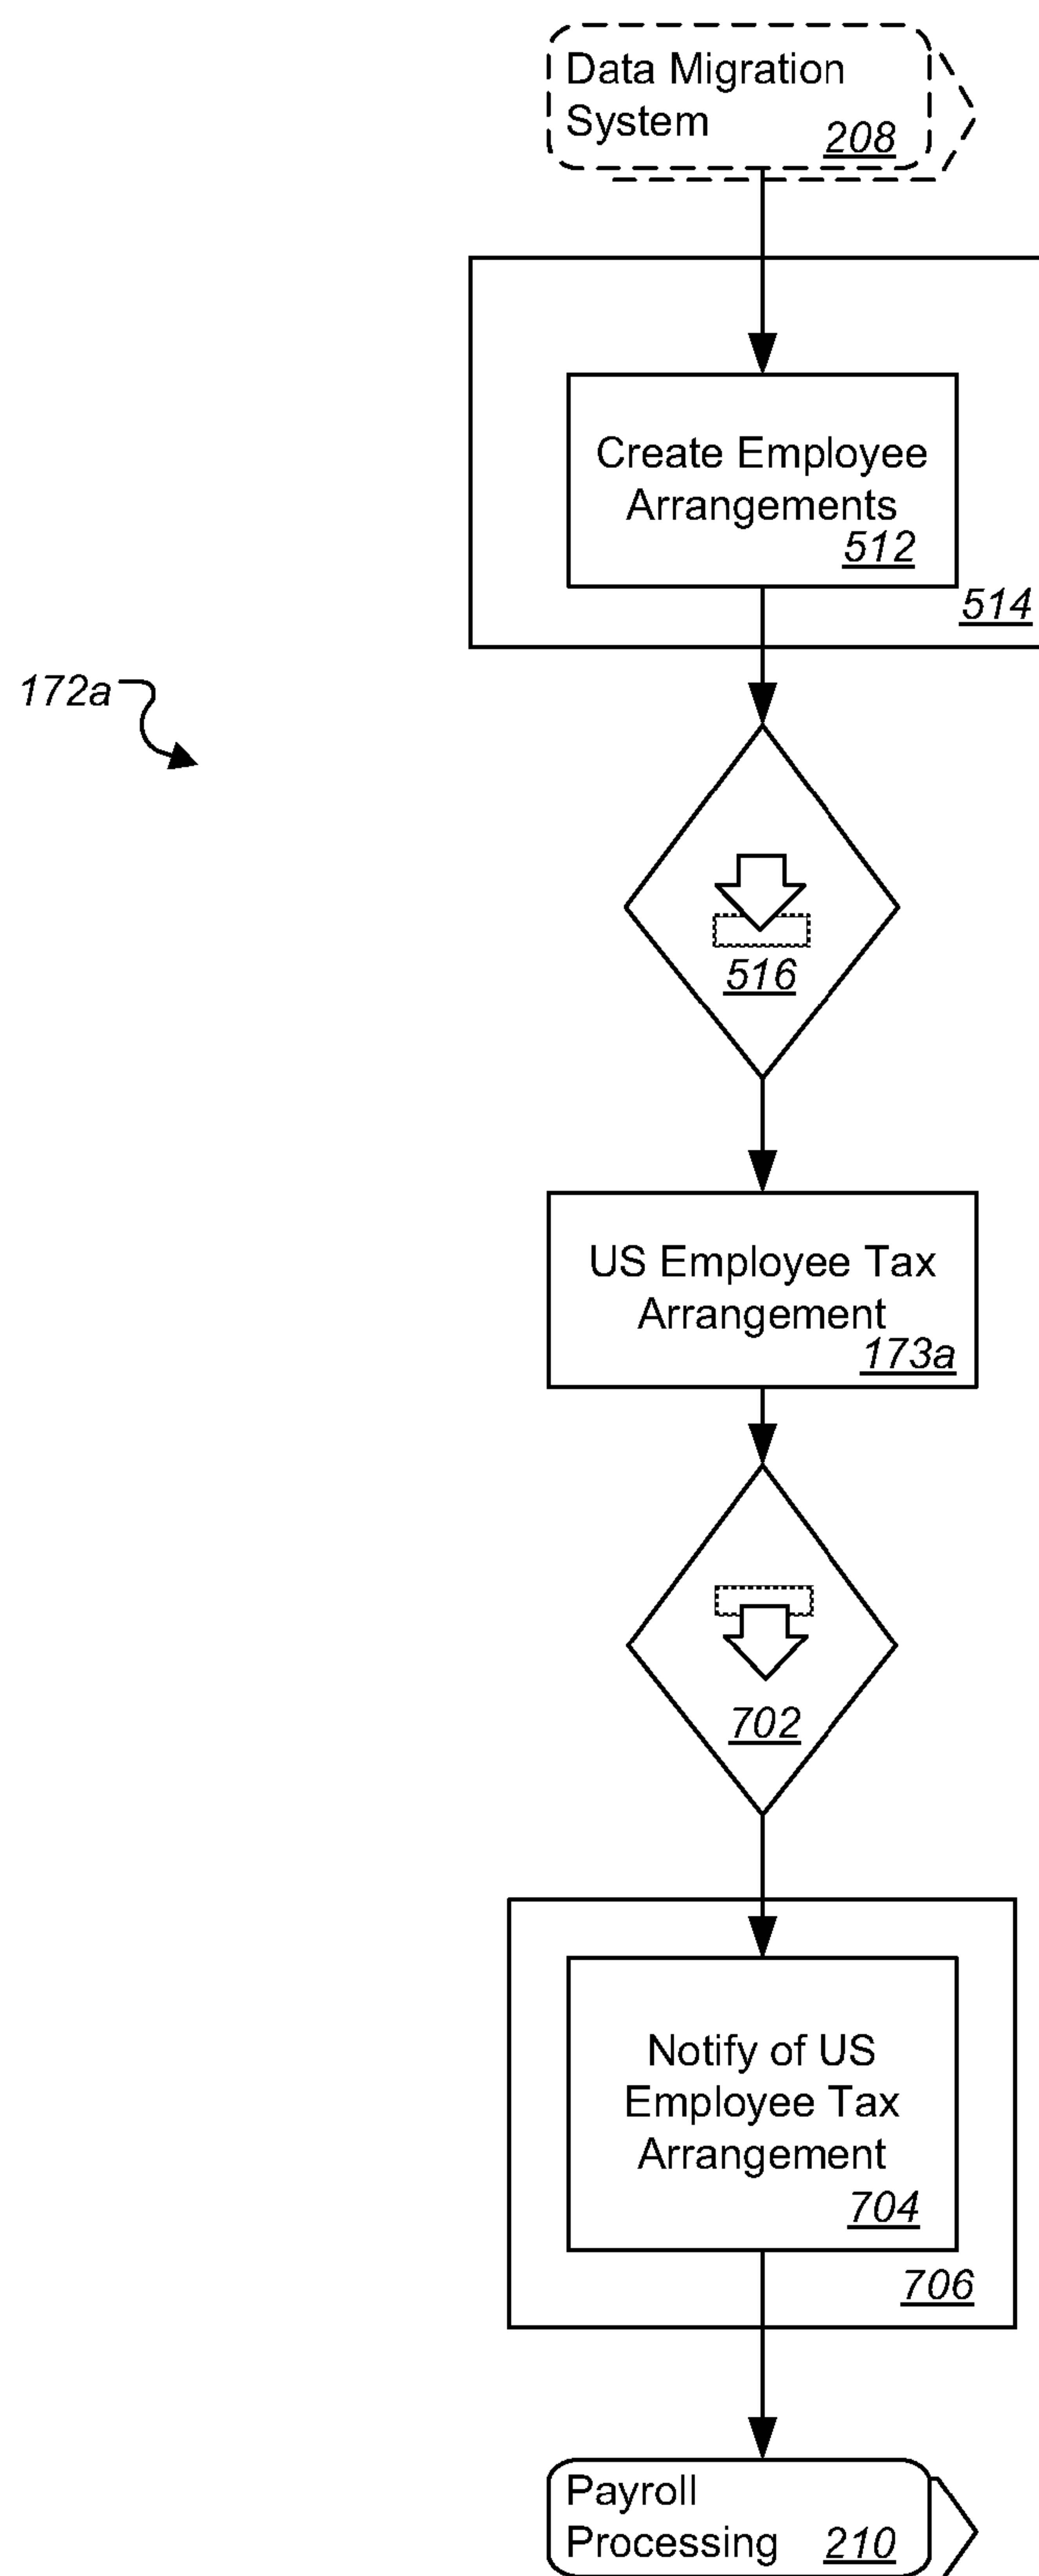 Data Migration
System 208
Create Employee
Arrangements
512
514
172a
516
US Employee Tax
Arrangement
173a
702
Notify of US
Employee Tax
Arrangement
704
706
Payroll
Processing 210